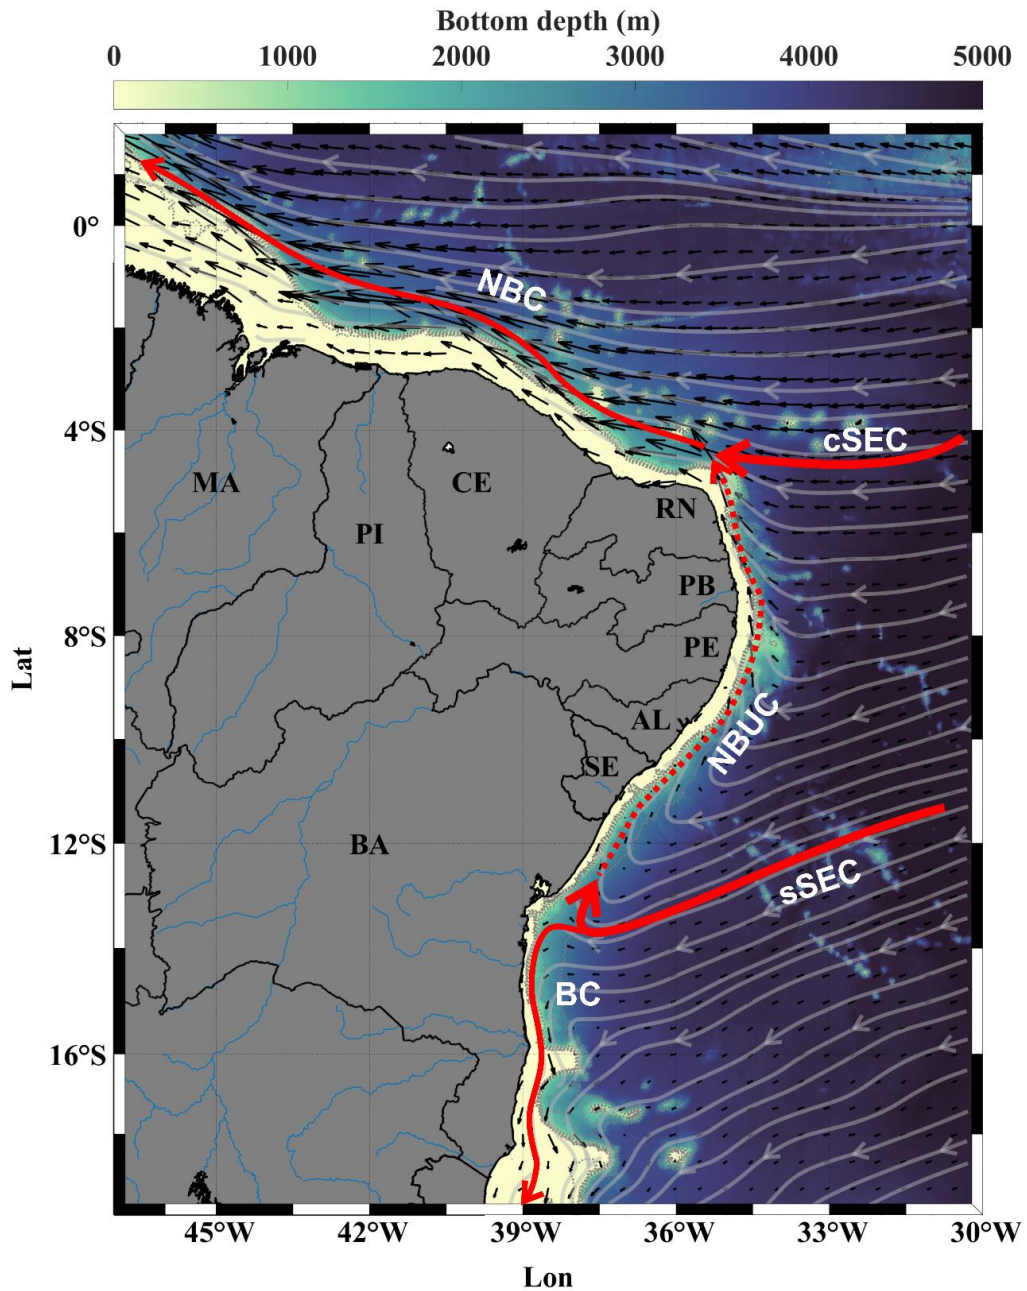 Bottom depth (m)
0 1000 2000 3000 4000 5000
0°
NBC
4°S
cSEC
MA
CE
RN
PI
PB
8°S
PE
Lat
AL
NBUC
SE
12°S
BA
sSEC
BC
16°S
45°W 42°W 39°W 36°W 33°W 30°W
Lon